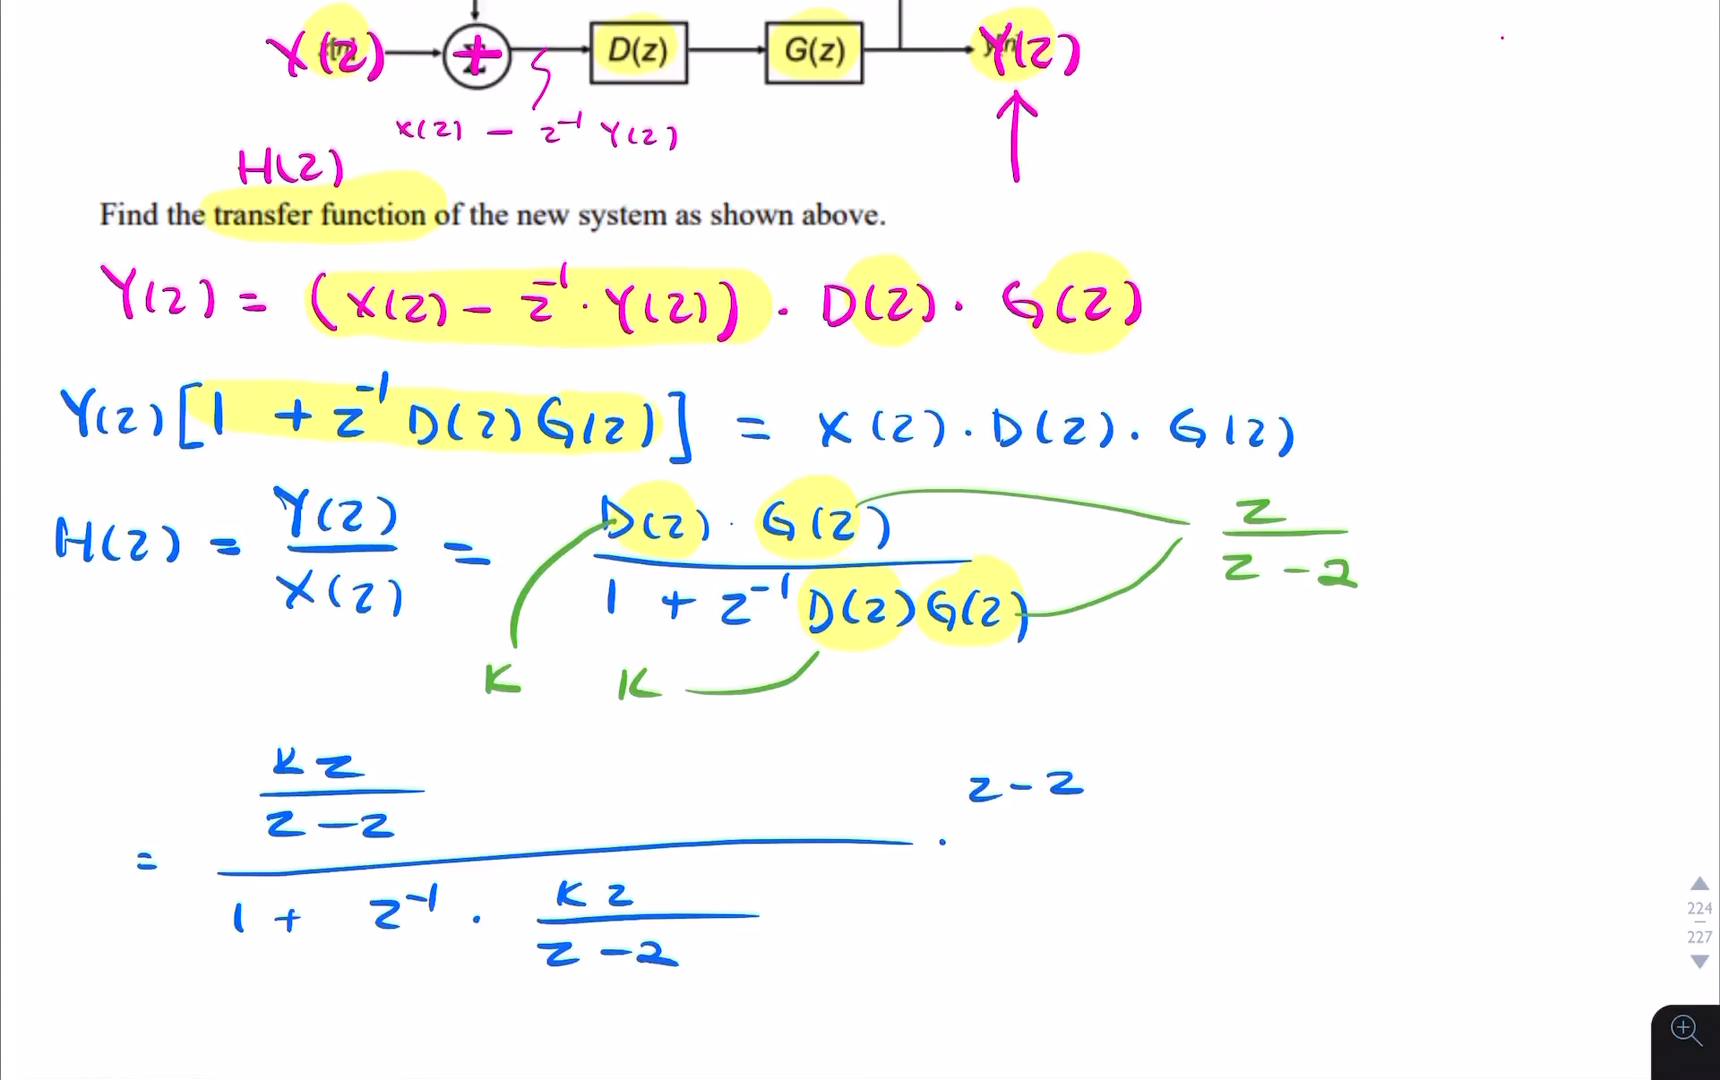 X(z) + D(z) G(z) Y(z)
X(z) - z⁻¹ Y(z)
H(z)
Find the transfer function of the new system as shown above.
Y(z) = (X(z) - z⁻¹ · Y(z)) · D(z) · G(z)
Y(z) [1 + z⁻¹ D(z) G(z)] = X(z) · D(z) · G(z)
H(z) = Y(z) / X(z) = D(z) · G(z) / 1 + z⁻¹ D(z) G(z)
z / z - 2
K K
= Kz / z - 2 / 1 + z⁻¹ · Kz / z - 2 · z - 2
224
227